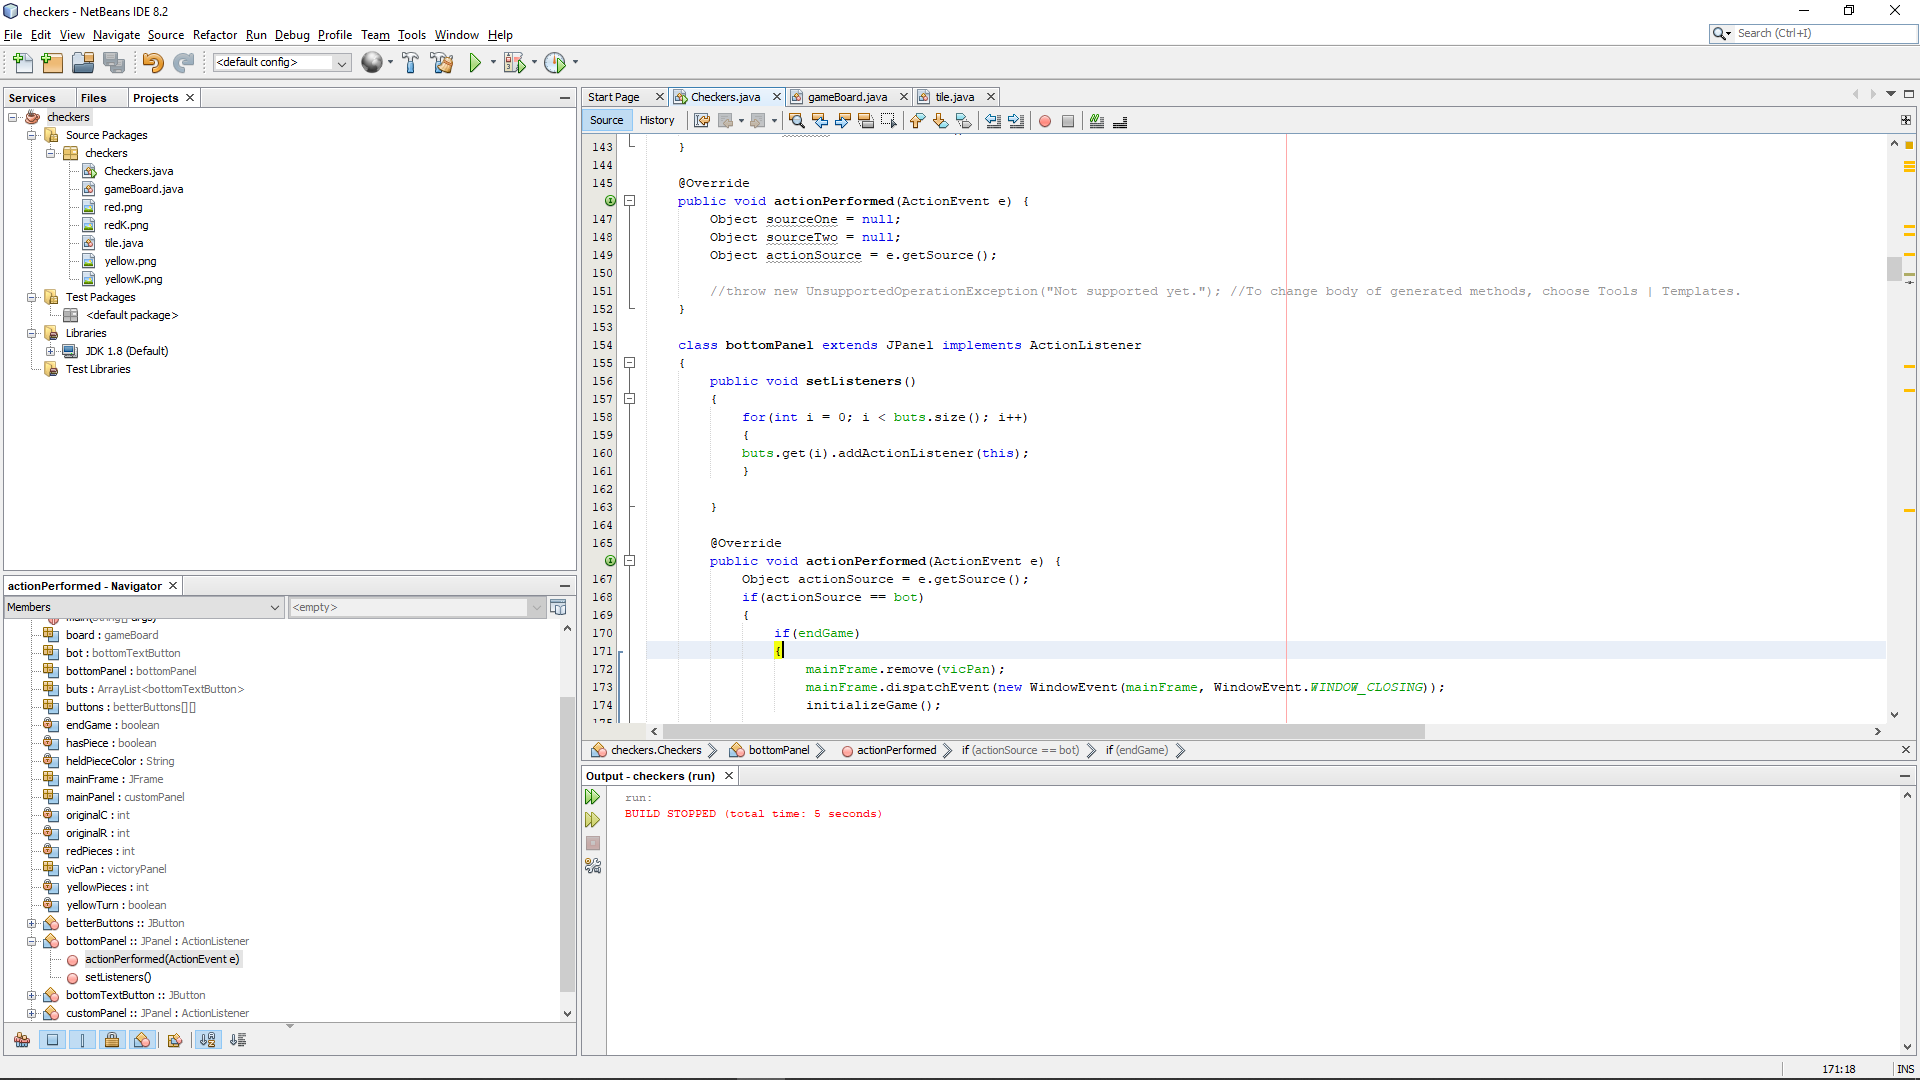 checkers - NetBeans IDE 8.2
File Edit View Navigate Source Refactor Run Debug Profile Team Tools Window Help
Search (Ctrl+I)
<default config>
Services Files Projects
checkers
Source Packages
checkers
Checkers.java
gameBoard.java
red.png
redK.png
tile.java
yellow.png
yellowK.png
Test Packages
<default package>
Libraries
JDK 1.8 (Default)
Test Libraries
actionPerformed - Navigator
Members <empty>
main(String[] args)
board : gameBoard
bot : bottomTextButton
bottomPanel : bottomPanel
buts : ArrayList<bottomTextButton>
buttons : betterButtons[][]
endGame : boolean
hasPiece : boolean
heldPieceColor : String
mainFrame : JFrame
mainPanel : customPanel
originalC : int
originalR : int
redPieces : int
vicPan : victoryPanel
yellowPieces : int
yellowTurn : boolean
betterButtons :: JButton
bottomPanel :: JPanel : ActionListener
actionPerformed(ActionEvent e)
setListeners()
bottomTextButton :: JButton
customPanel :: JPanel : ActionListener
Start Page Checkers.java gameBoard.java tile.java
Source History
143 }
144
145 @Override
public void actionPerformed(ActionEvent e) {
147 Object sourceOne = null;
148 Object sourceTwo = null;
149 Object actionSource = e.getSource();
150
151 //throw new UnsupportedOperationException("Not supported yet."); //To change body of generated methods, choose Tools | Templates.
152 }
153
154 class bottomPanel extends JPanel implements ActionListener
155 {
156 public void setListeners()
157 {
158 for(int i = 0; i < buts.size(); i++)
159 {
160 buts.get(i).addActionListener(this);
161 }
162
163 }
164
165 @Override
public void actionPerformed(ActionEvent e) {
167 Object actionSource = e.getSource();
168 if(actionSource == bot)
169 {
170 if(endGame)
171 {
172 mainFrame.remove(vicPan);
173 mainFrame.dispatchEvent(new WindowEvent(mainFrame, WindowEvent.WINDOW_CLOSING));
174 initializeGame();
175
checkers.Checkers bottomPanel actionPerformed if (actionSource == bot) if (endGame)
Output - checkers (run)
run:
BUILD STOPPED (total time: 5 seconds)
171:18 INS